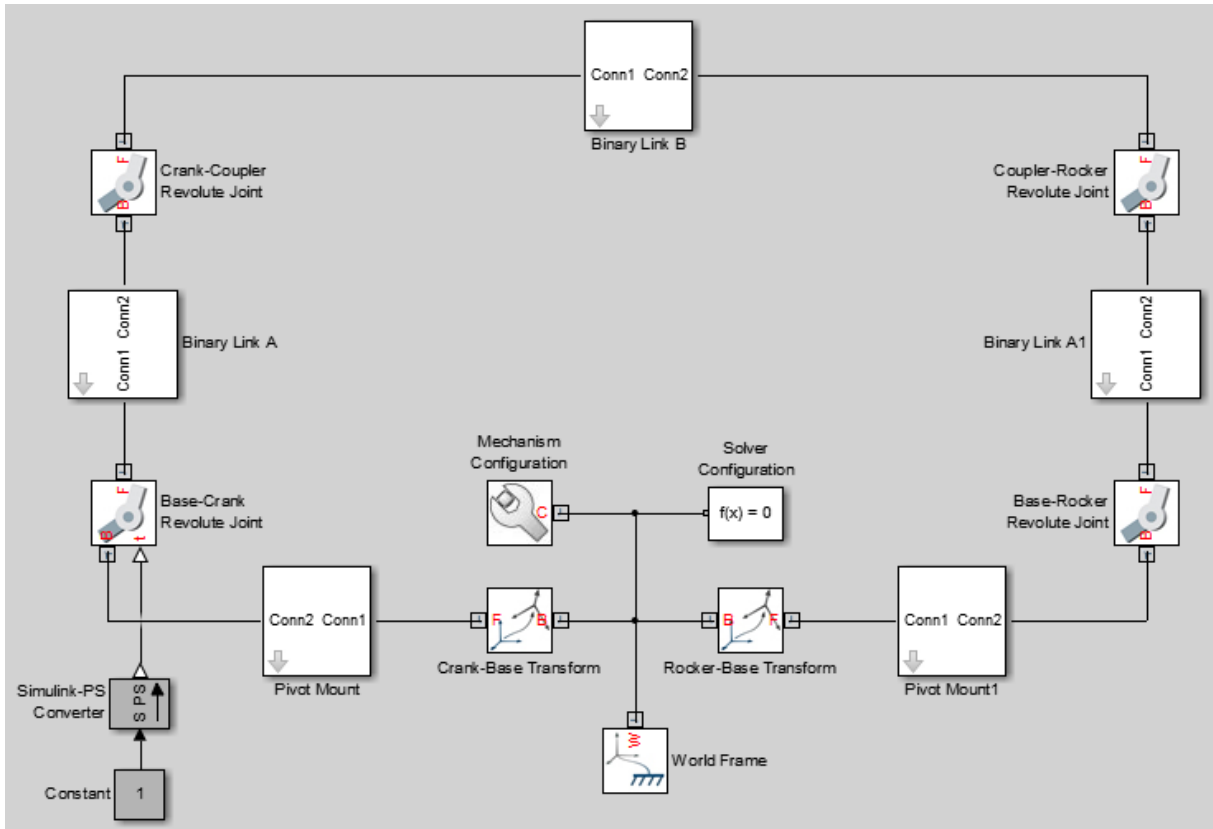 Conn1 Conn2
Binary Link B
F
Crank-Coupler
Revolute Joint
B
Coupler-Rocker
Revolute Joint
F
B
Conn1 Conn2
Binary Link A
Binary Link A1
Conn1 Conn2
Mechanism
Configuration
C
Solver
Configuration
f(x) = 0
F
Base-Crank
Revolute Joint
B
t
Base-Rocker
Revolute Joint
F
B
Conn2 Conn1
Pivot Mount
F
B
Crank-Base Transform
B
F
Rocker-Base Transform
Conn1 Conn2
Pivot Mount1
Simulink-PS
Converter
S PS
W
World Frame
Constant
1